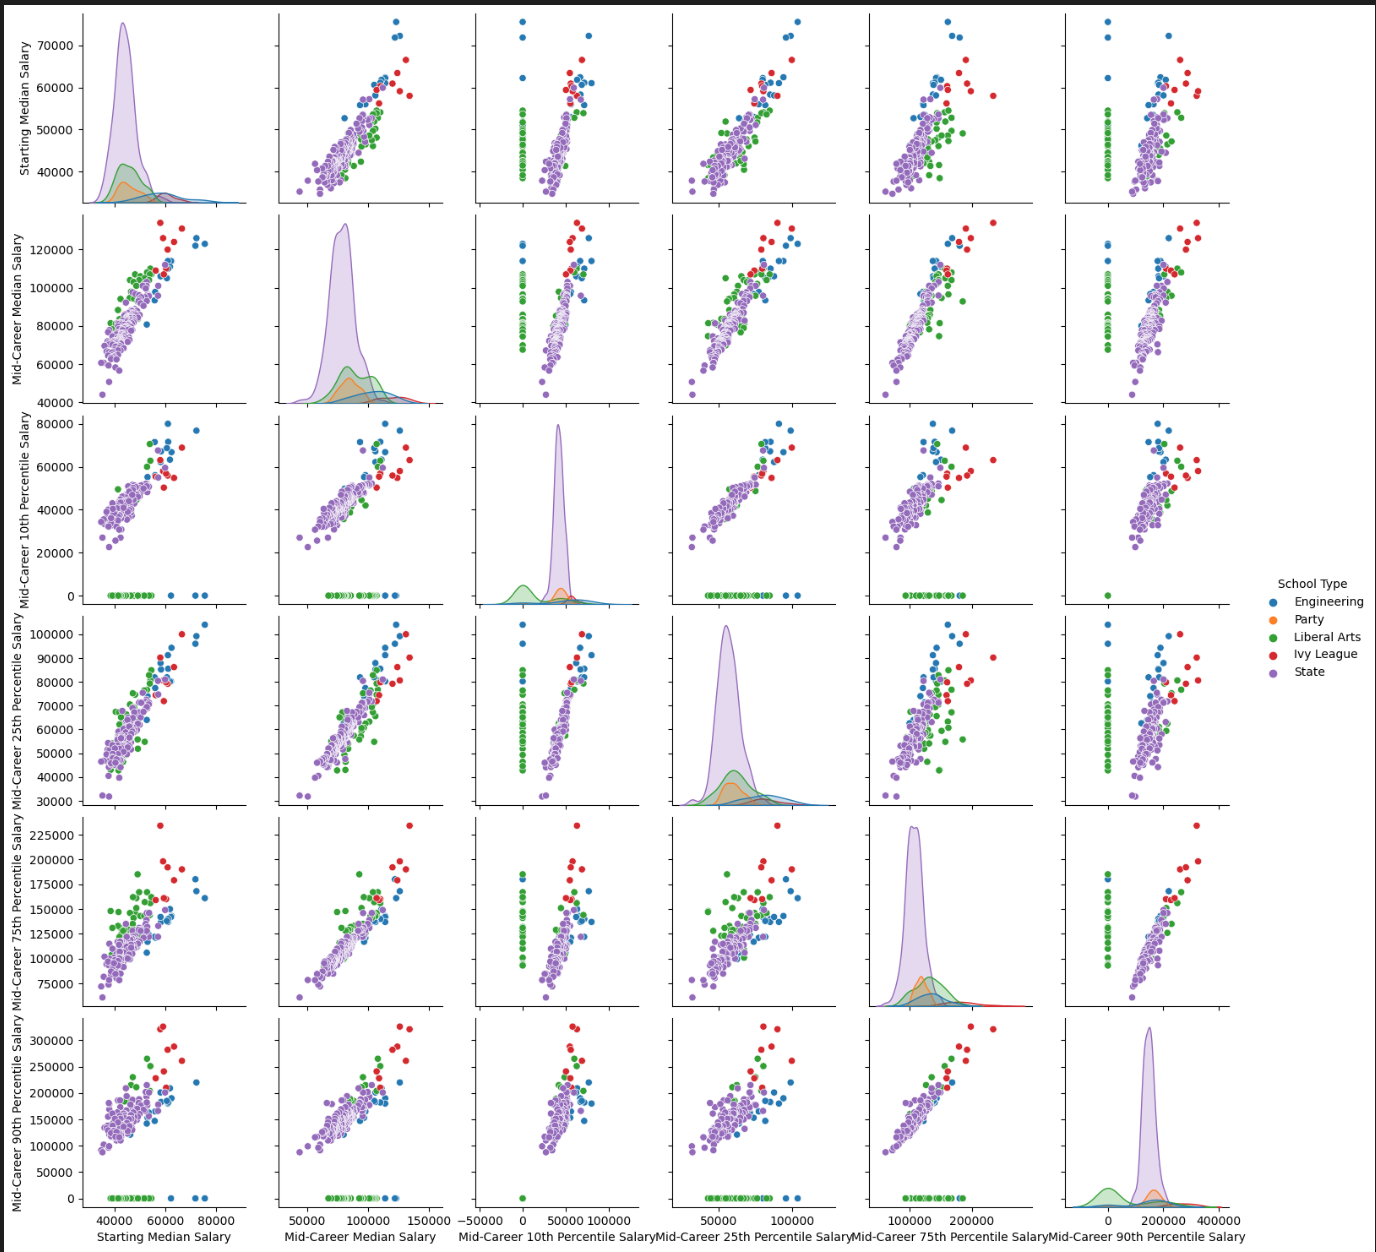 Starting Median Salary
70000
60000
50000
40000
Mid-Career Median Salary
120000
100000
80000
60000
40000
Mid-Career 10th Percentile Salary
80000
60000
40000
20000
0
Mid-Career 25th Percentile Salary
100000
90000
80000
70000
60000
50000
40000
30000
Mid-Career 75th Percentile Salary
225000
200000
175000
150000
125000
100000
75000
Mid-Career 90th Percentile Salary
300000
250000
200000
150000
100000
50000
0
40000 60000 80000
Starting Median Salary
50000 100000 150000
Mid-Career Median Salary
−50000 0 50000 100000
Mid-Career 10th Percentile Salary
50000 100000
Mid-Career 25th Percentile Salary
100000 200000
Mid-Career 75th Percentile Salary
0 200000 400000
Mid-Career 90th Percentile Salary
School Type
Engineering
Party
Liberal Arts
Ivy League
State